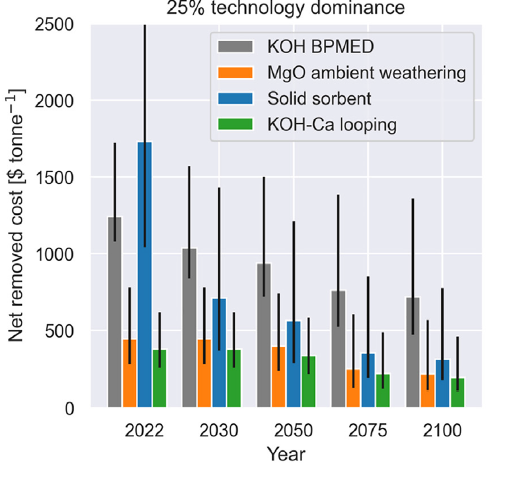 25% technology dominance
2500
2000
1500
1000
500
0
Net removed cost [$ tonne⁻¹]
KOH BPMED
MgO ambient weathering
Solid sorbent
KOH-Ca looping
2022 2030 2050 2075 2100
Year